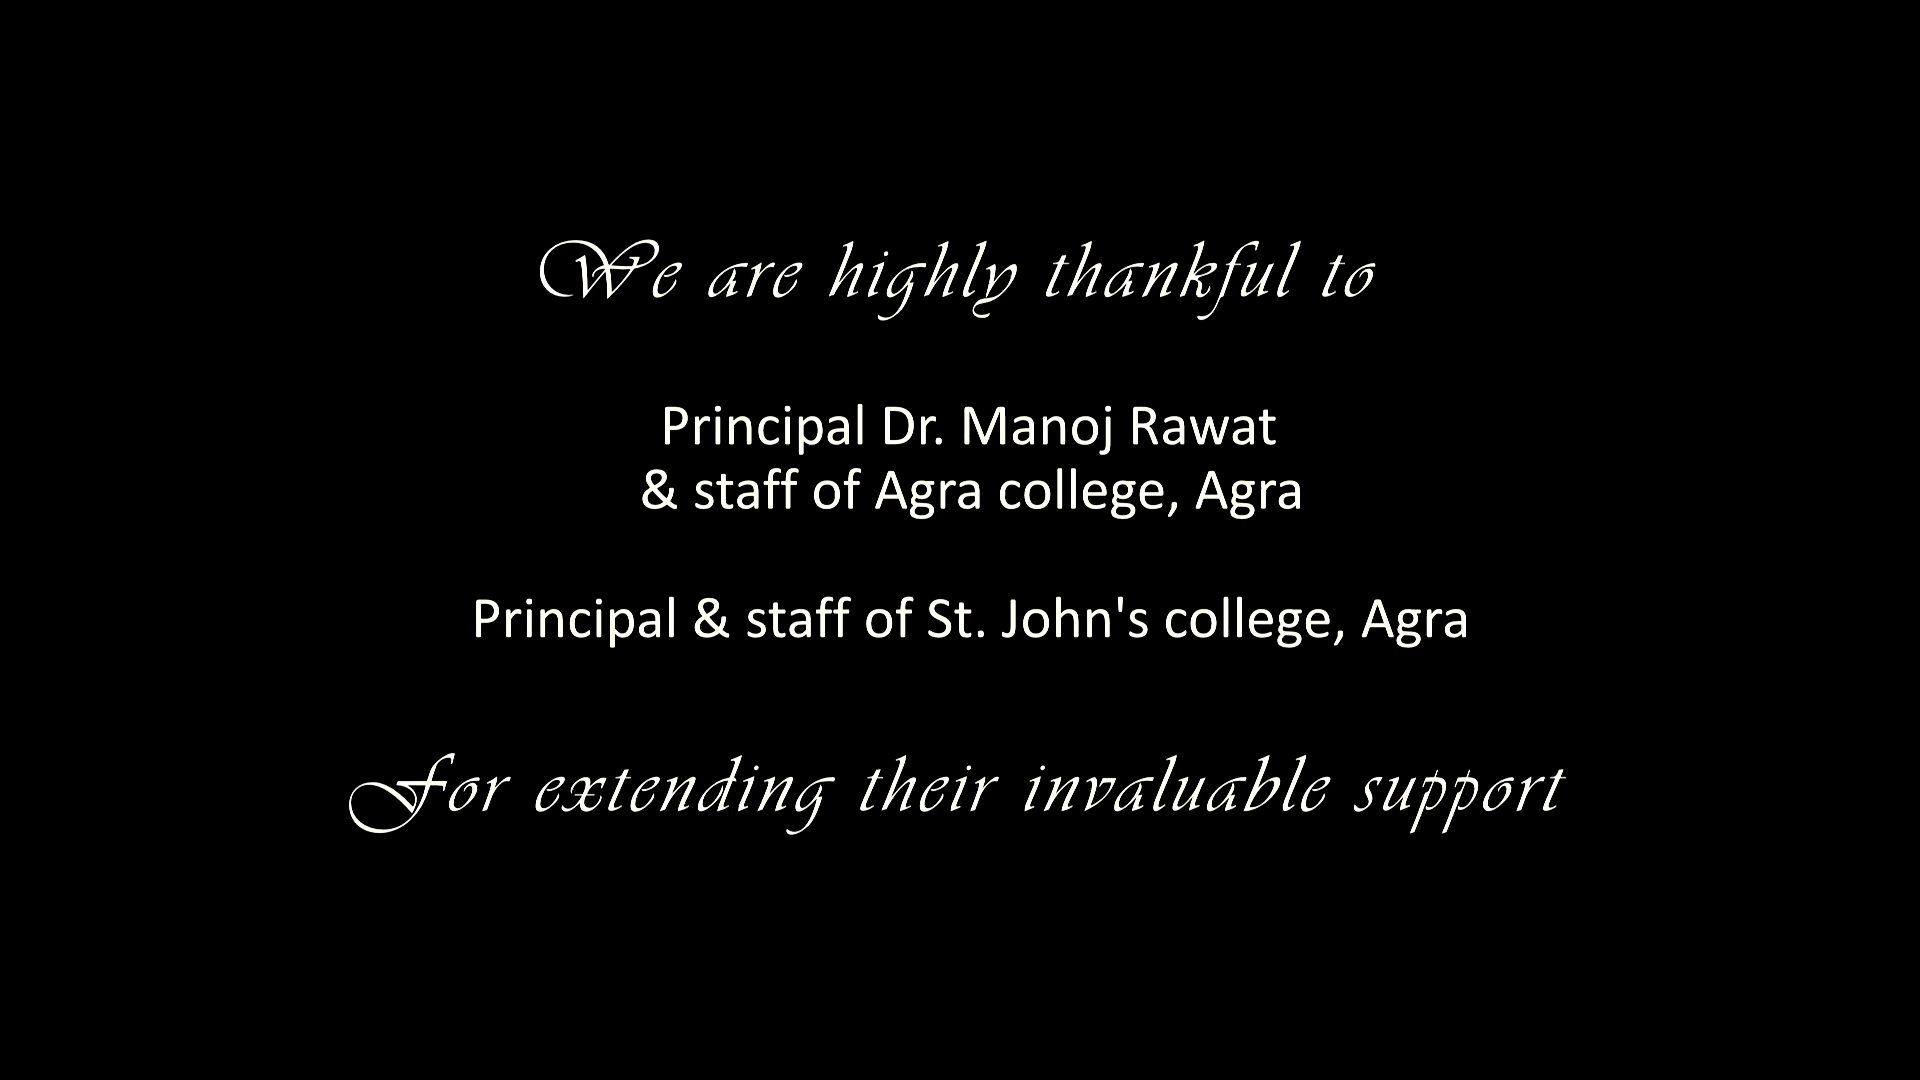 We are highly thankful to
Principal Dr. Manoj Rawat
& staff of Agra college, Agra
Principal & staff of St. John's college, Agra
For extending their invaluable support